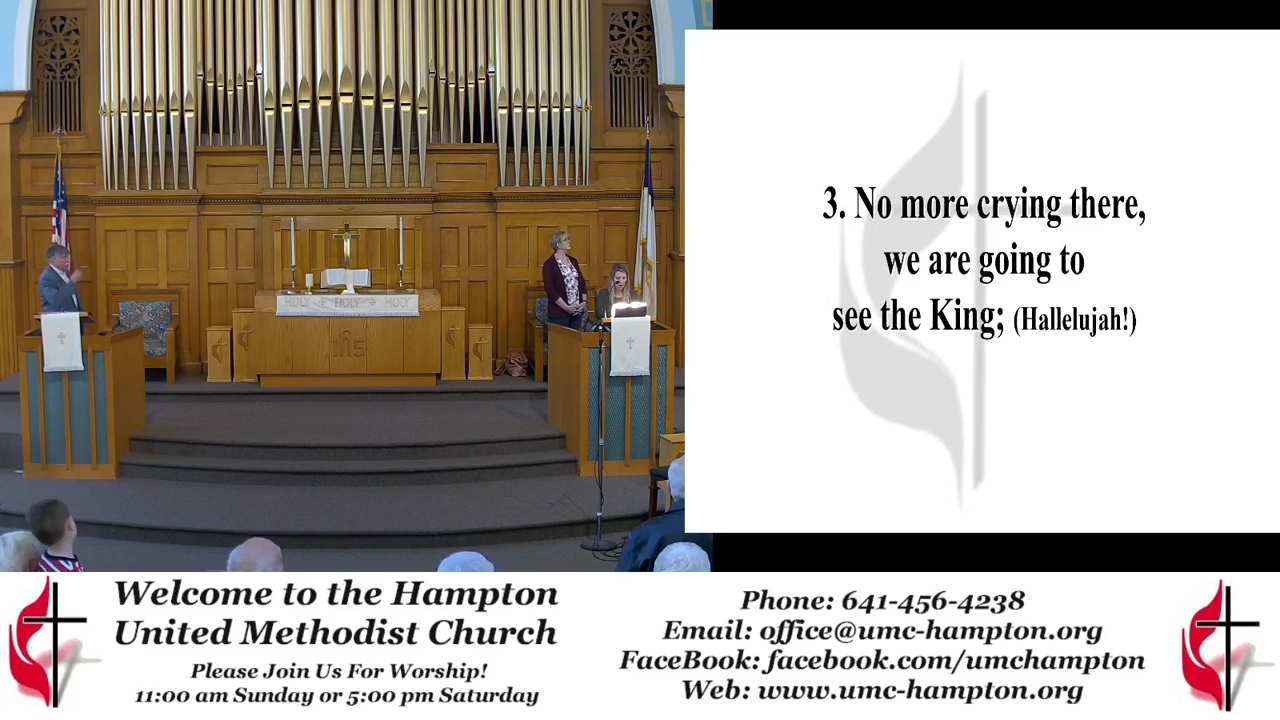 HOLY HOLY HOLY
ihs
3. No more crying there,
we are going to
see the King; (Hallelujah!)
Welcome to the Hampton
United Methodist Church
Please Join Us For Worship!
11:00 am Sunday or 5:00 pm Saturday
Phone: 641-456-4238
Email: office@umc-hampton.org
FaceBook: facebook.com/umchampton
Web: www.umc-hampton.org